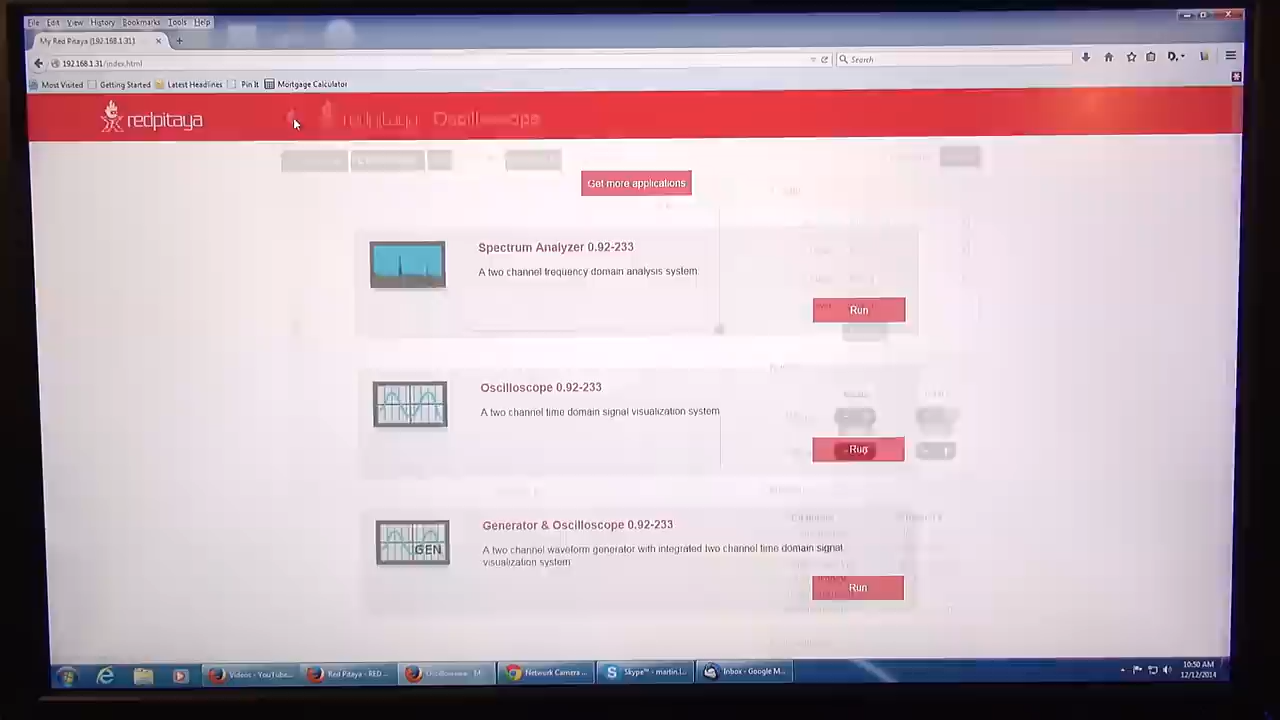 File Edit View History Bookmarks Tools Help
My Red Pitaya (192.168.1.31)
192.168.1.31/index.html
Search
Most Visited Getting Started Latest Headlines Pin It Mortgage Calculator
redpitaya redpitaya Oscilloscope
Get more applications
Spectrum Analyzer 0.92-233
A two channel frequency domain analysis system
Run
Oscilloscope 0.92-233
A two channel time domain signal visualization system
Run
Generator & Oscilloscope 0.92-233
GEN
A two channel waveform generator with integrated two channel time domain signal
visualization system
Run
Videos - YouTube... Red Pitaya - RED ... Oscilloscope - M... Network Camera ... Skype™ - martin.l... Inbox - Google M...
10:50 AM
12/12/2014